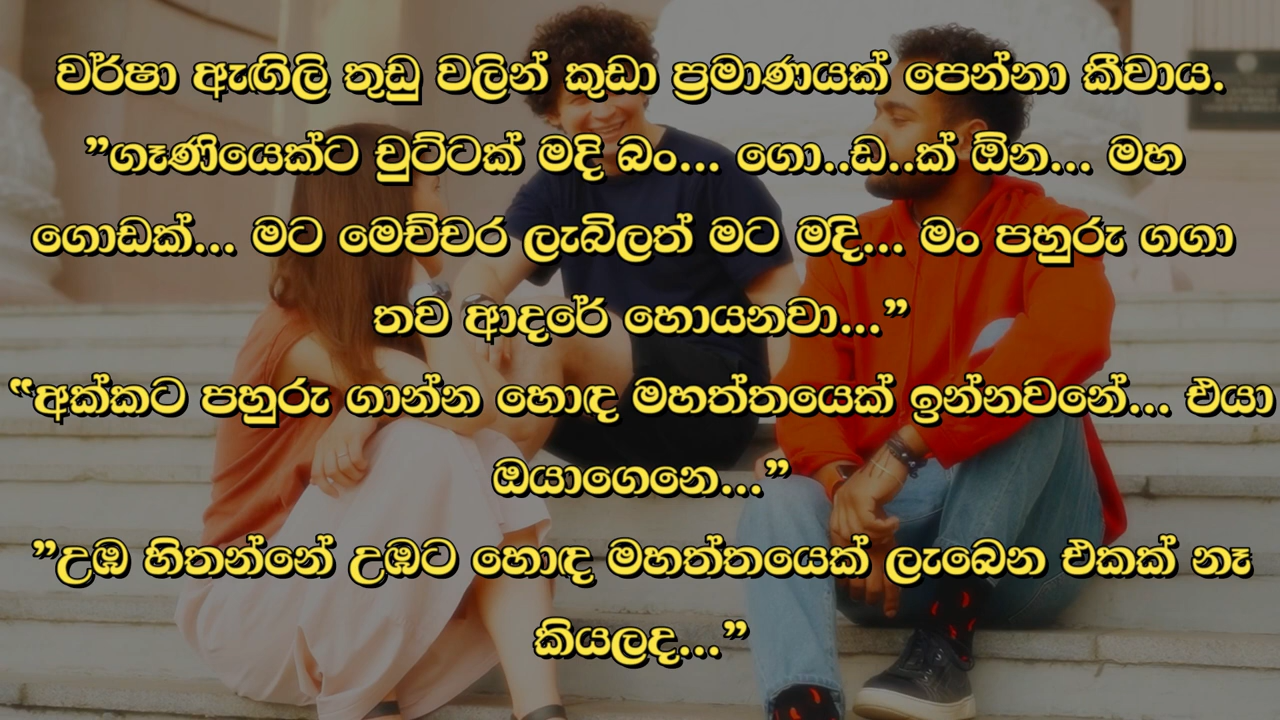 වර්ෂා ඇඟිලි තුඩු වලින් කුඩා ප්‍රමාණයක් පෙන්නා කීවාය.
”ගෑණියෙක්ට චුට්ටක් මදි බං... ගො..ඩ..ක් ඕන... මහ
ගොඩක්... මට මෙච්චර ලැබිලත් මට මදි... මං පහුරු ගගා
තව ආදරේ හොයනවා...”
“අක්කට පහුරු ගාන්න හොඳ මහත්තයෙක් ඉන්නවනේ... එයා
ඔයාගෙනෙ...”
”උඹ හිතන්නේ උඹට හොඳ මහත්තයෙක් ලැබෙන එකක් නෑ
කියලද...”